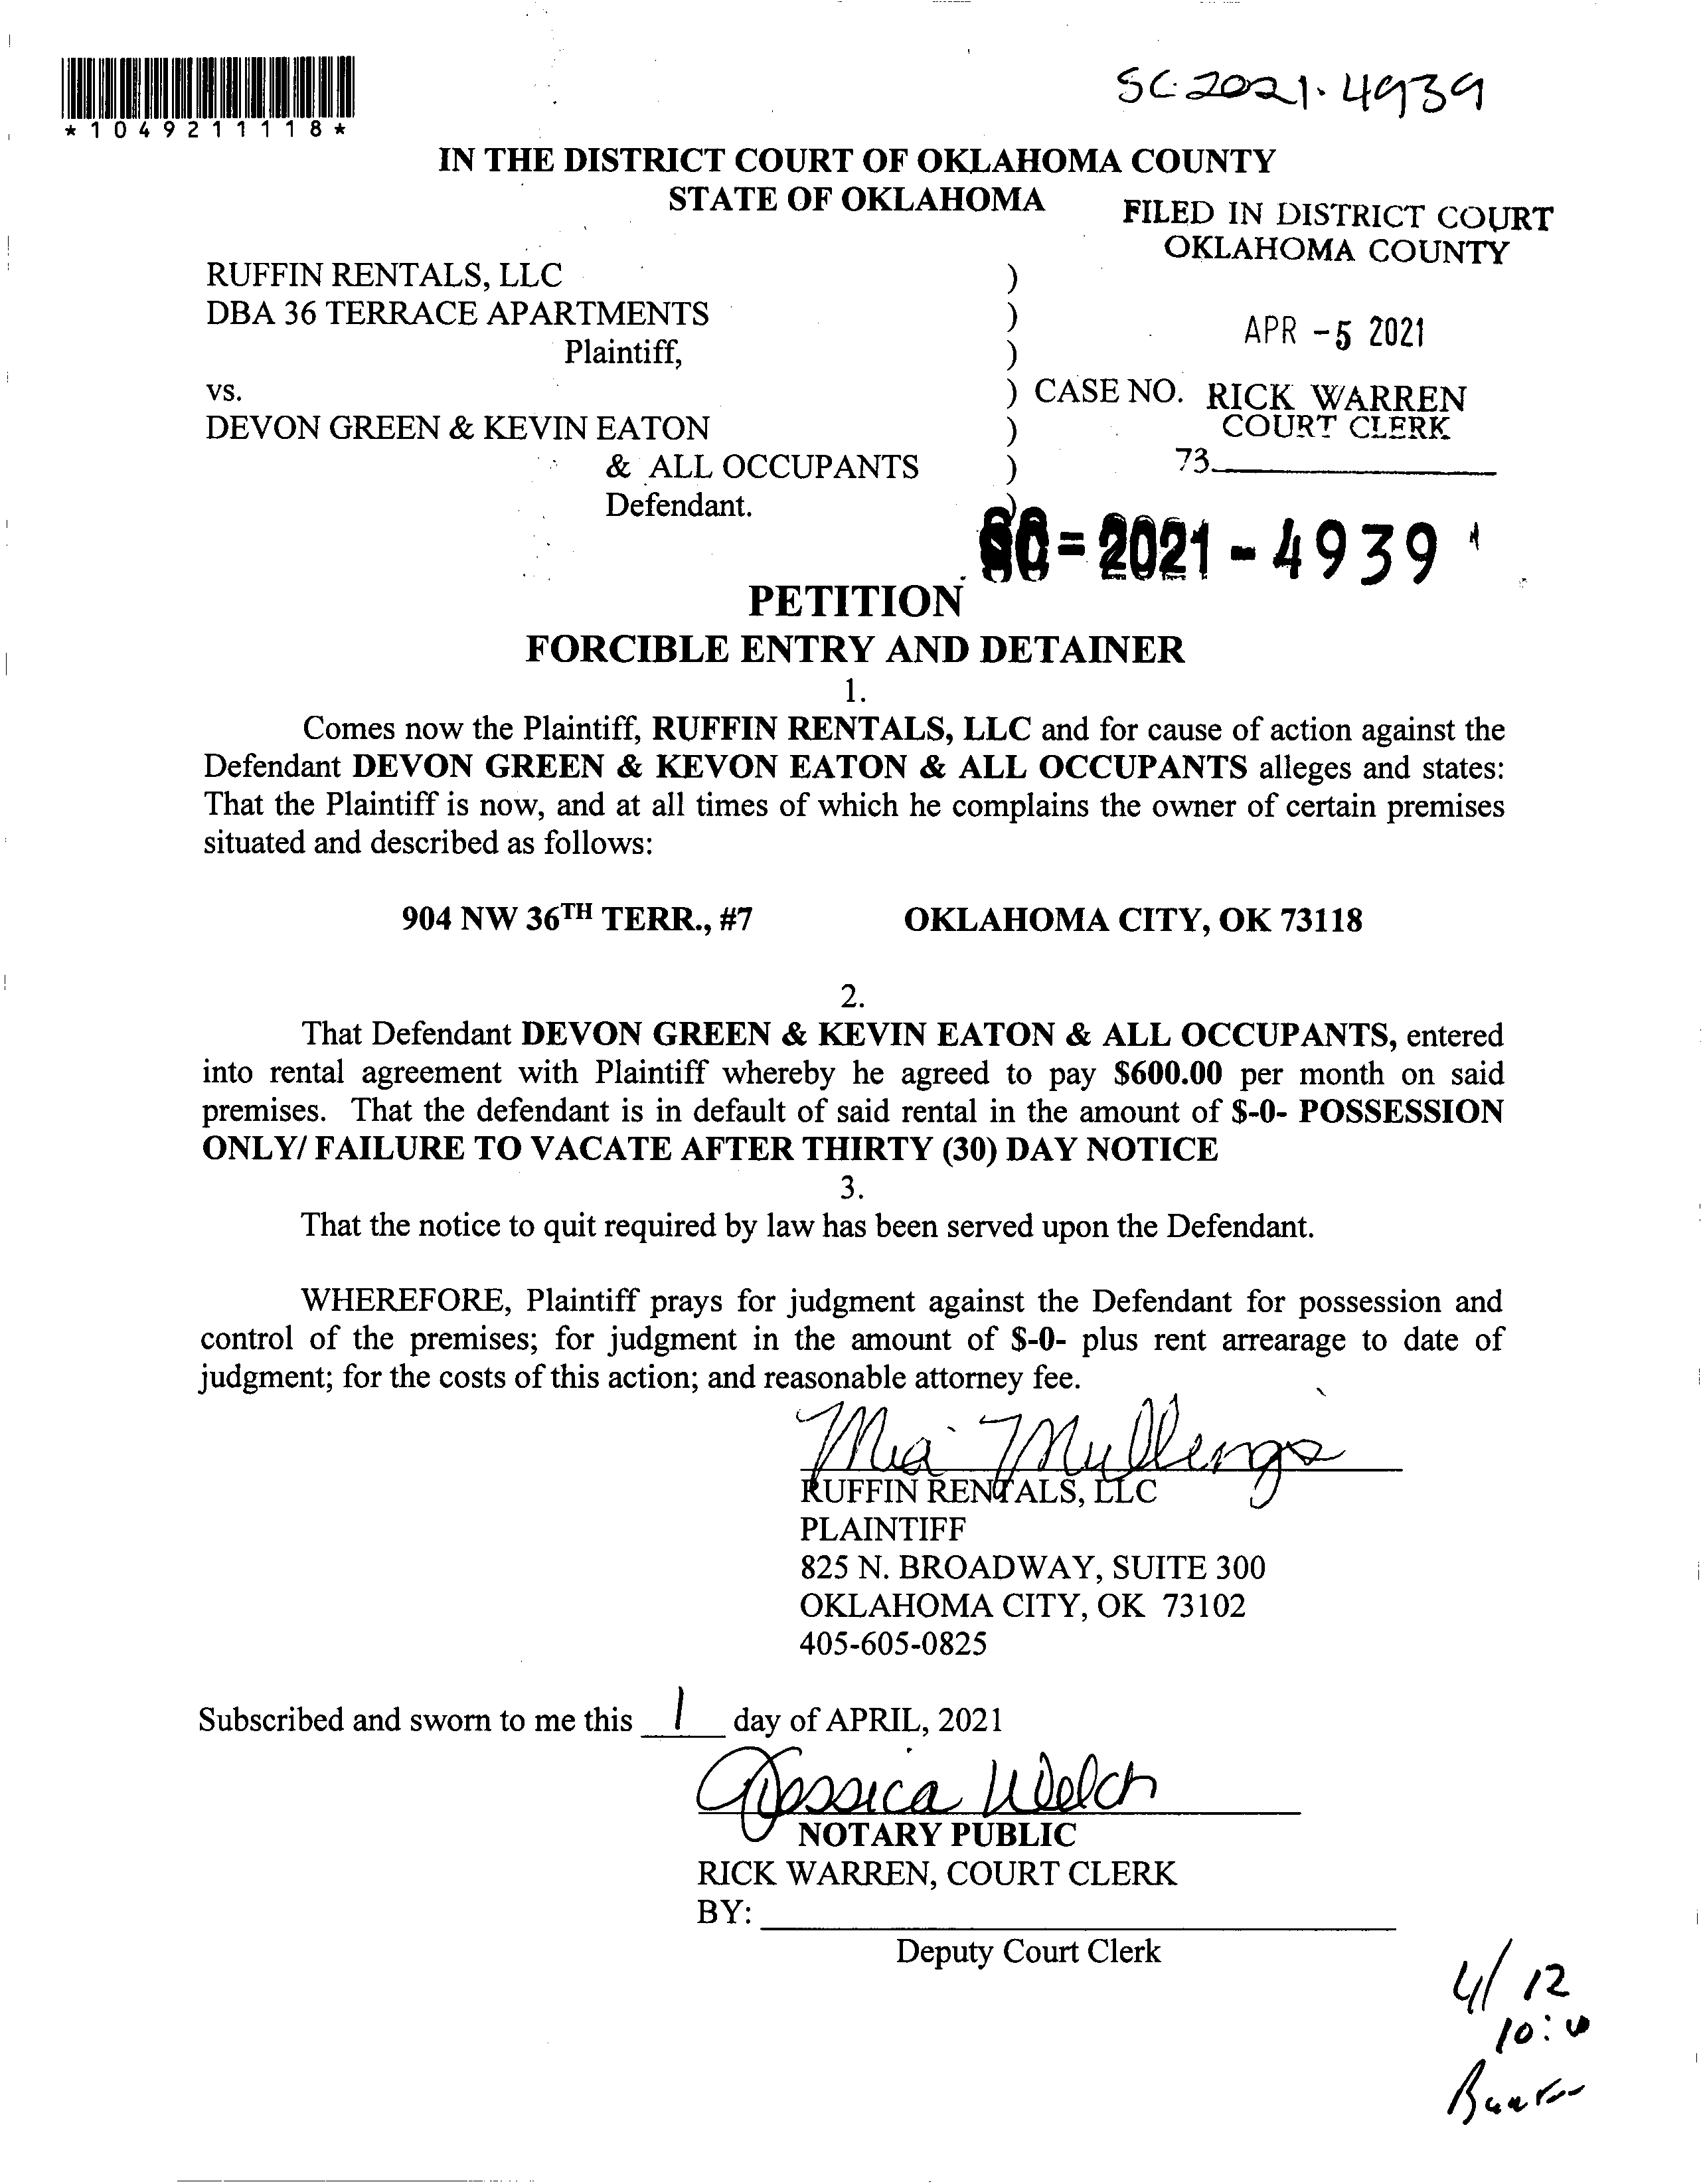 SC-2021-4939
*1049211118*
IN THE DISTRICT COURT OF OKLAHOMA COUNTY
STATE OF OKLAHOMA
FILED IN DISTRICT COURT
OKLAHOMA COUNTY
RUFFIN RENTALS, LLC )
DBA 36 TERRACE APARTMENTS )
APR -5 2021
Plaintiff, )
vs. ) CASE NO. RICK WARREN
DEVON GREEN & KEVIN EATON ) COURT CLERK
& ALL OCCUPANTS ) 73
Defendant. )
SC-2021-4939
PETITION
FORCIBLE ENTRY AND DETAINER
1.
Comes now the Plaintiff, RUFFIN RENTALS, LLC and for cause of action against the
Defendant DEVON GREEN & KEVON EATON & ALL OCCUPANTS alleges and states:
That the Plaintiff is now, and at all times of which he complains the owner of certain premises
situated and described as follows:
904 NW 36TH TERR., #7 OKLAHOMA CITY, OK 73118
2.
That Defendant DEVON GREEN & KEVIN EATON & ALL OCCUPANTS, entered
into rental agreement with Plaintiff whereby he agreed to pay $600.00 per month on said
premises. That the defendant is in default of said rental in the amount of $-0- POSSESSION
ONLY/ FAILURE TO VACATE AFTER THIRTY (30) DAY NOTICE
3.
That the notice to quit required by law has been served upon the Defendant.
WHEREFORE, Plaintiff prays for judgment against the Defendant for possession and
control of the premises; for judgment in the amount of $-0- plus rent arrearage to date of
judgment; for the costs of this action; and reasonable attorney fee.
Mia Mullengs
RUFFIN RENTALS, LLC
PLAINTIFF
825 N. BROADWAY, SUITE 300
OKLAHOMA CITY, OK 73102
405-605-0825
Subscribed and sworn to me this 1 day of APRIL, 2021
Jessica Welch
NOTARY PUBLIC
RICK WARREN, COURT CLERK
BY:
Deputy Court Clerk
4/12